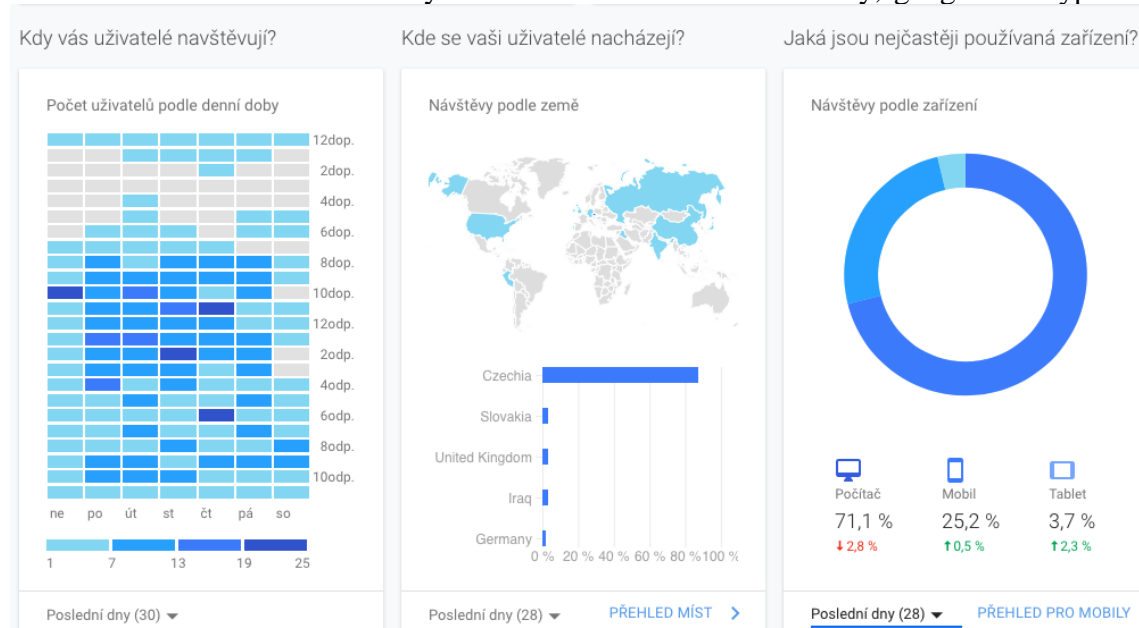 Kdy vás uživatelé navštěvují?
Počet uživatelů podle denní doby
12dop.
2dop.
4dop.
6dop.
8dop.
10dop.
12odp.
2odp.
4odp.
6odp.
8odp.
10odp.
ne po út st čt pá so
1 7 13 19 25
Poslední dny (30)
Kde se vaši uživatelé nacházejí?
Návštěvy podle země
Czechia
Slovakia
United Kingdom
Iraq
Germany
0 % 20 % 40 % 60 % 80 % 100 %
Poslední dny (28) PŘEHLED MÍST
Jaká jsou nejčastěji používaná zařízení?
Návštěvy podle zařízení
Počítač Mobil Tablet
71,1 % 25,2 % 3,7 %
2,8 % 0,5 % 2,3 %
Poslední dny (28) PŘEHLED PRO MOBILY